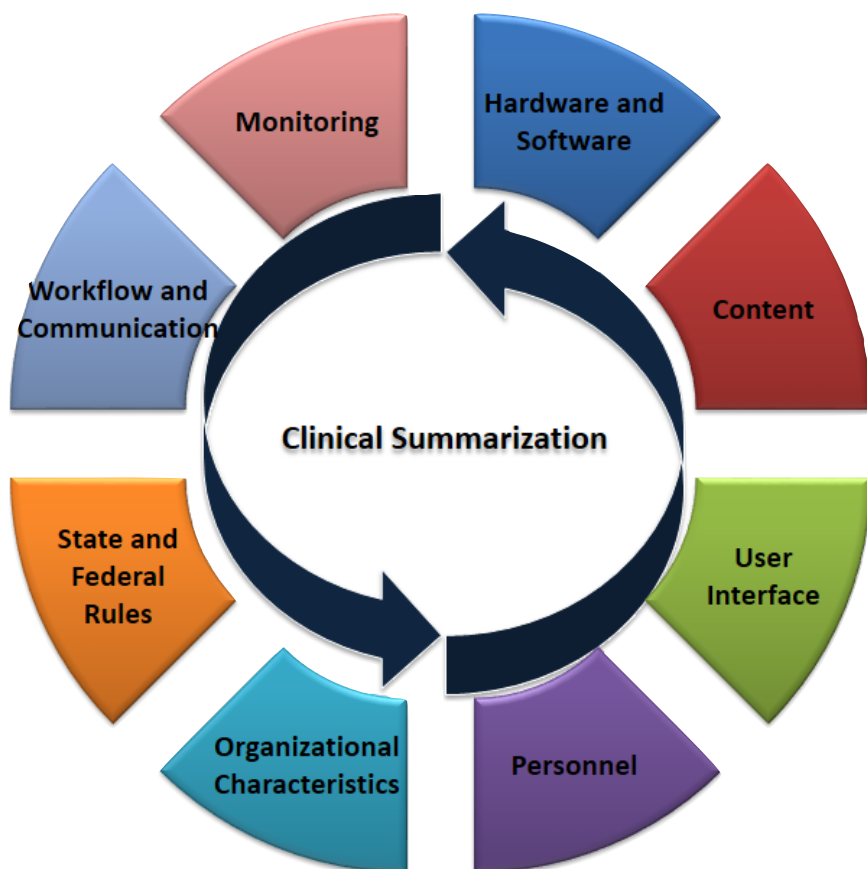 Monitoring
Hardware and
Software
Content
Workflow and
Communication
Clinical Summarization
State and
Federal
Rules
User
Interface
Organizational
Characteristics
Personnel